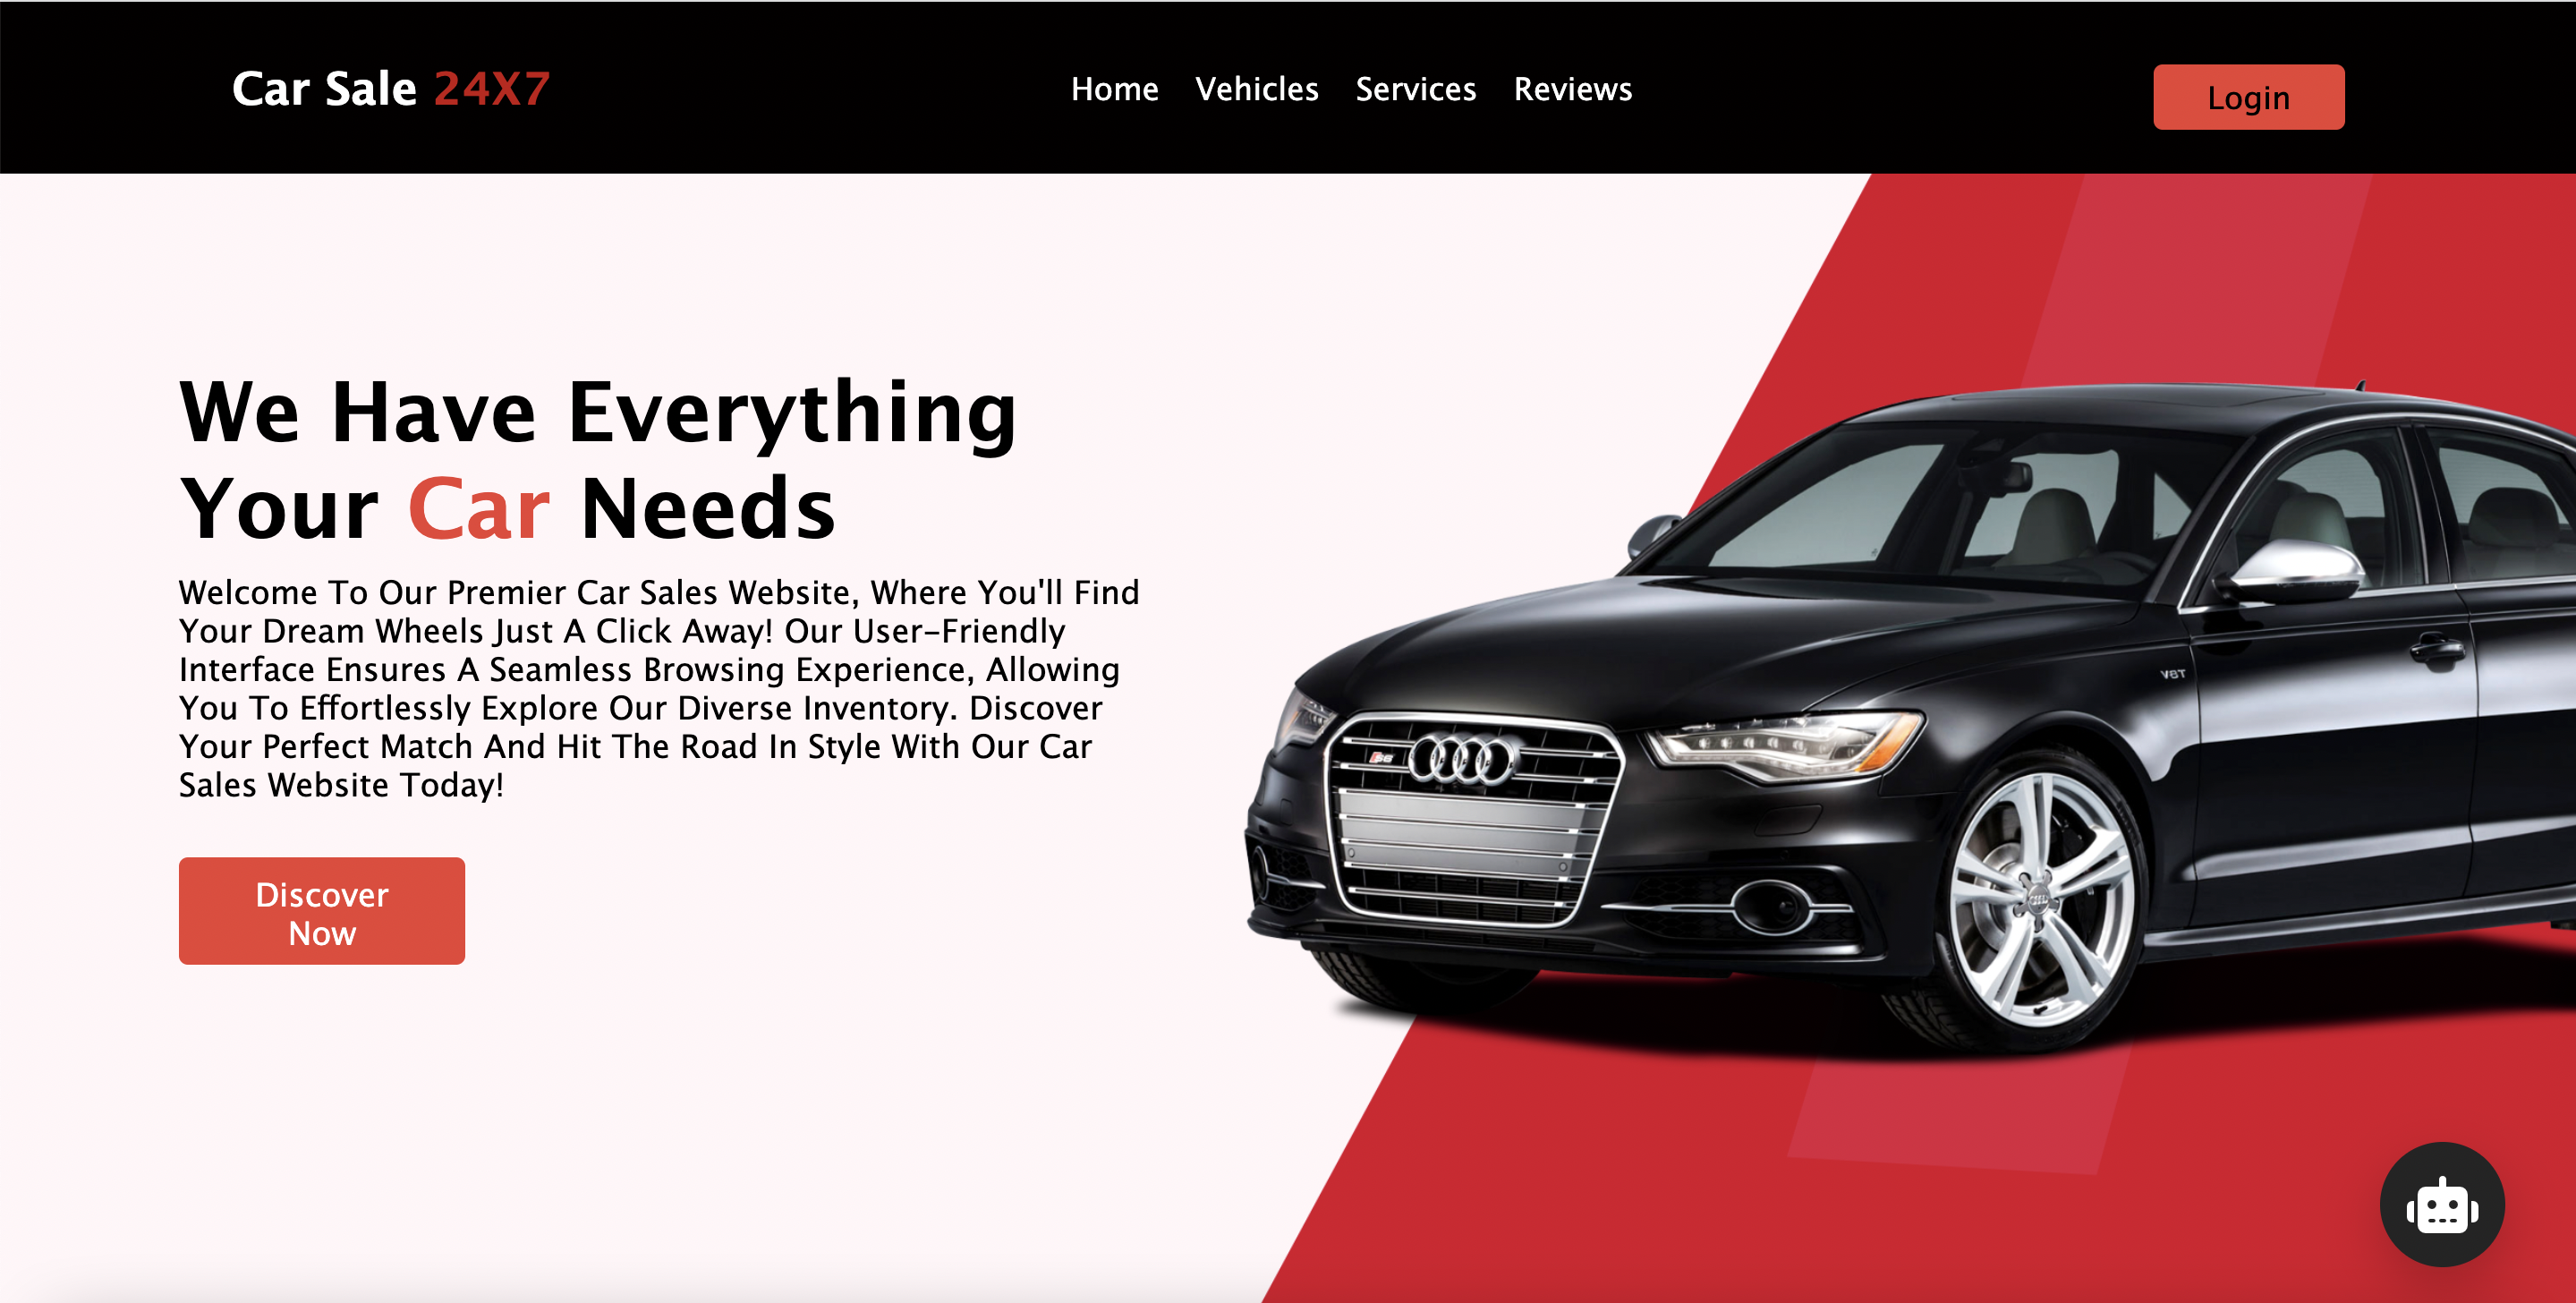 Car Sale 24X7
Home Vehicles Services Reviews
Login
We Have Everything
Your Car Needs
Welcome To Our Premier Car Sales Website, Where You'll Find
Your Dream Wheels Just A Click Away! Our User-Friendly
Interface Ensures A Seamless Browsing Experience, Allowing
You To Effortlessly Explore Our Diverse Inventory. Discover
Your Perfect Match And Hit The Road In Style With Our Car
Sales Website Today!
Discover
Now
S6
V8T